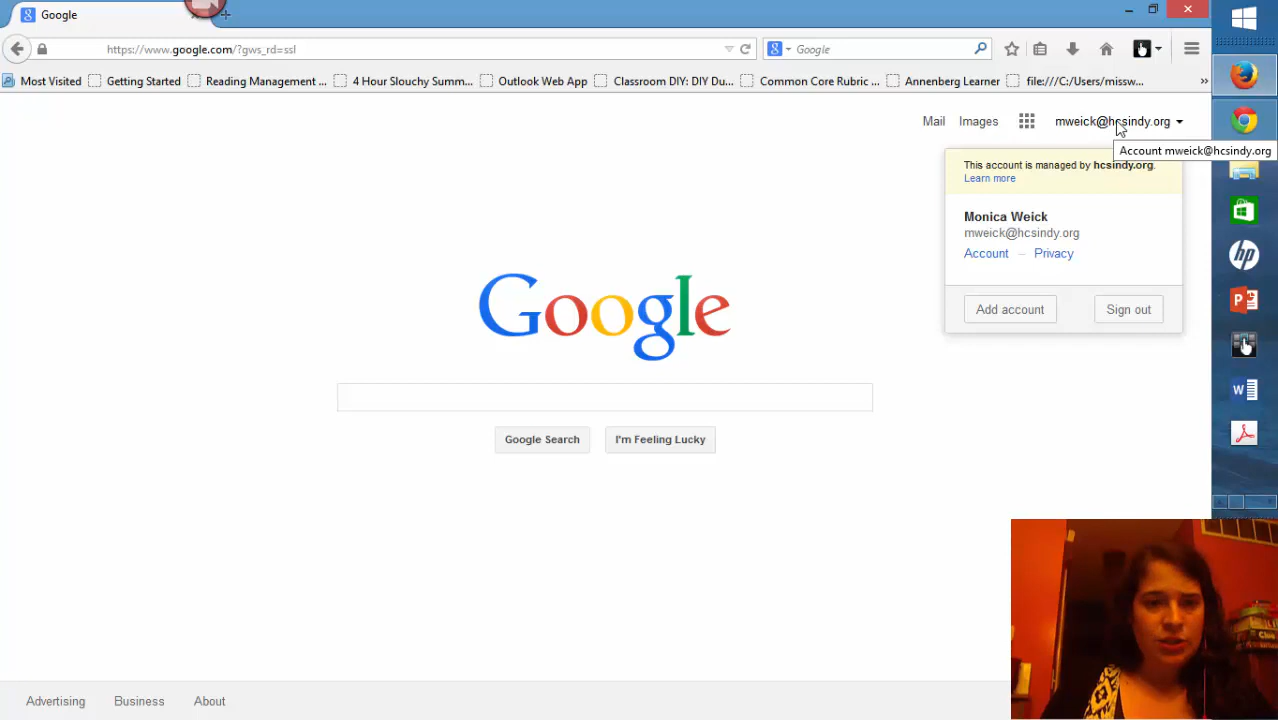 Google
https://www.google.com/?gws_rd=ssl
Google
Most Visited
Getting Started
Reading Management ...
4 Hour Slouchy Summ...
Outlook Web App
Classroom DIY: DIY Du...
Common Core Rubric ...
Annenberg Learner
file:///C:/Users/missw...
Mail
Images
mweick@hcsindy.org
Account mweick@hcsindy.org
This account is managed by hcsindy.org.
Learn more
Monica Weick
mweick@hcsindy.org
Account – Privacy
Add account
Sign out
Google
Google Search
I'm Feeling Lucky
Advertising
Business
About